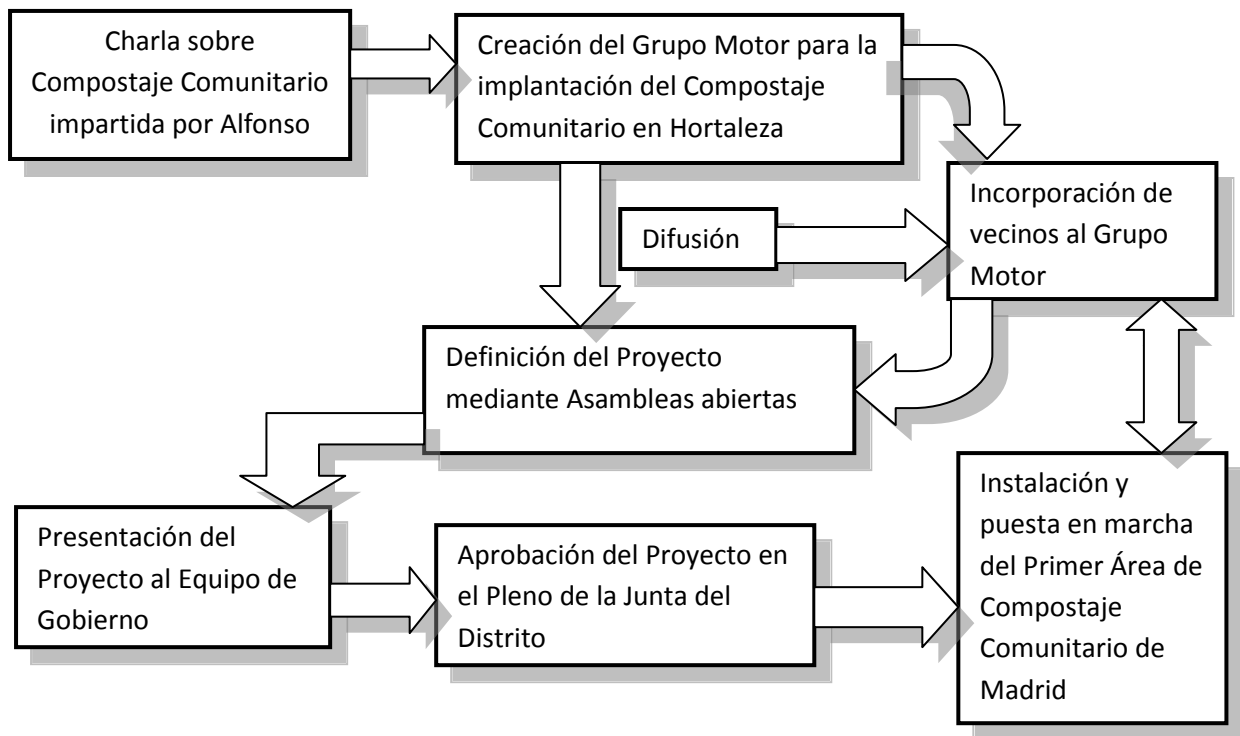 Charla sobre
Compostaje Comunitario
impartida por Alfonso
Creación del Grupo Motor para la
implantación del Compostaje
Comunitario en Hortaleza
Incorporación de
vecinos al Grupo
Motor
Difusión
Definición del Proyecto
mediante Asambleas abiertas
Presentación del
Proyecto al Equipo de
Gobierno
Aprobación del Proyecto en
el Pleno de la Junta del
Distrito
Instalación y
puesta en marcha
del Primer Área de
Compostaje
Comunitario de
Madrid